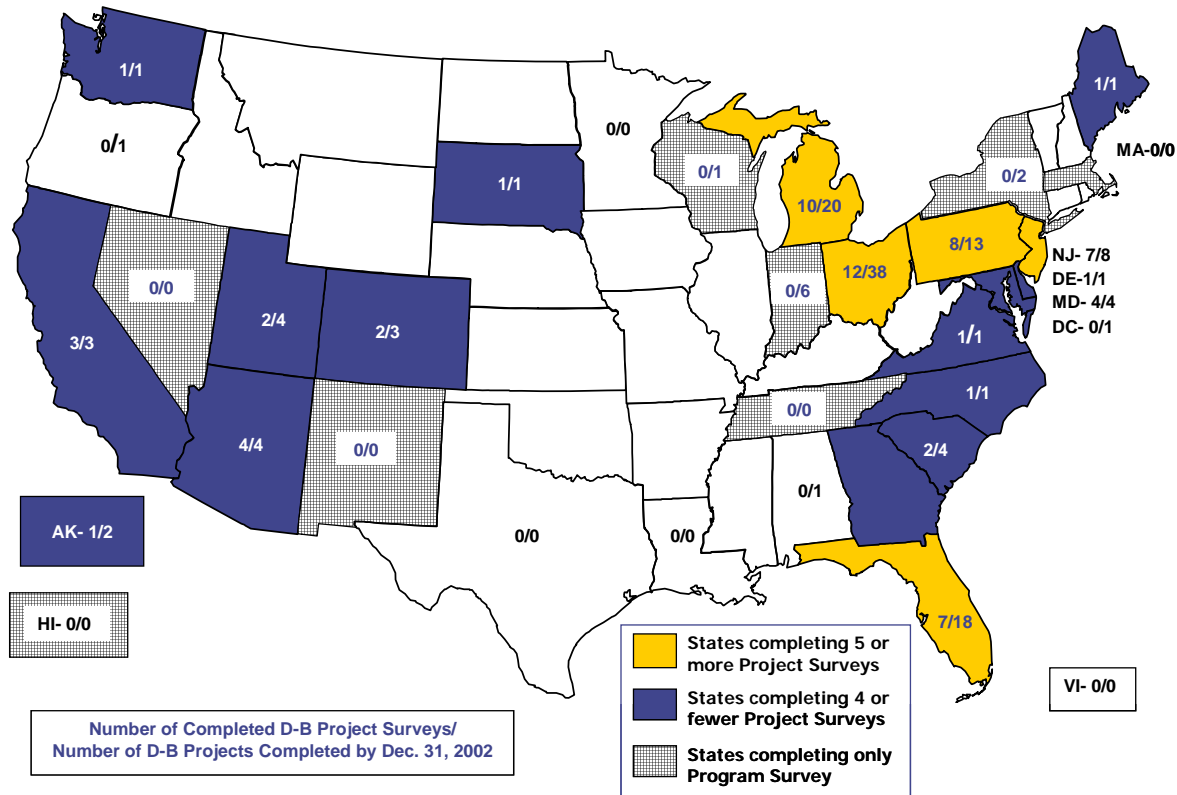 1/1
0/1
0/0
1/1
0/1
10/20
0/2
1/1
MA-0/0
8/13
NJ- 7/8
DE-1/1
MD- 4/4
DC- 0/1
3/3
0/0
2/4
2/3
0/6
12/38
1/1
1/1
4/4
0/0
0/0
2/4
0/1
0/0
0/0
7/18
AK- 1/2
HI- 0/0
VI- 0/0
Number of Completed D-B Project Surveys/
Number of D-B Projects Completed by Dec. 31, 2002
States completing 5 or
more Project Surveys
States completing 4 or
fewer Project Surveys
States completing only
Program Survey